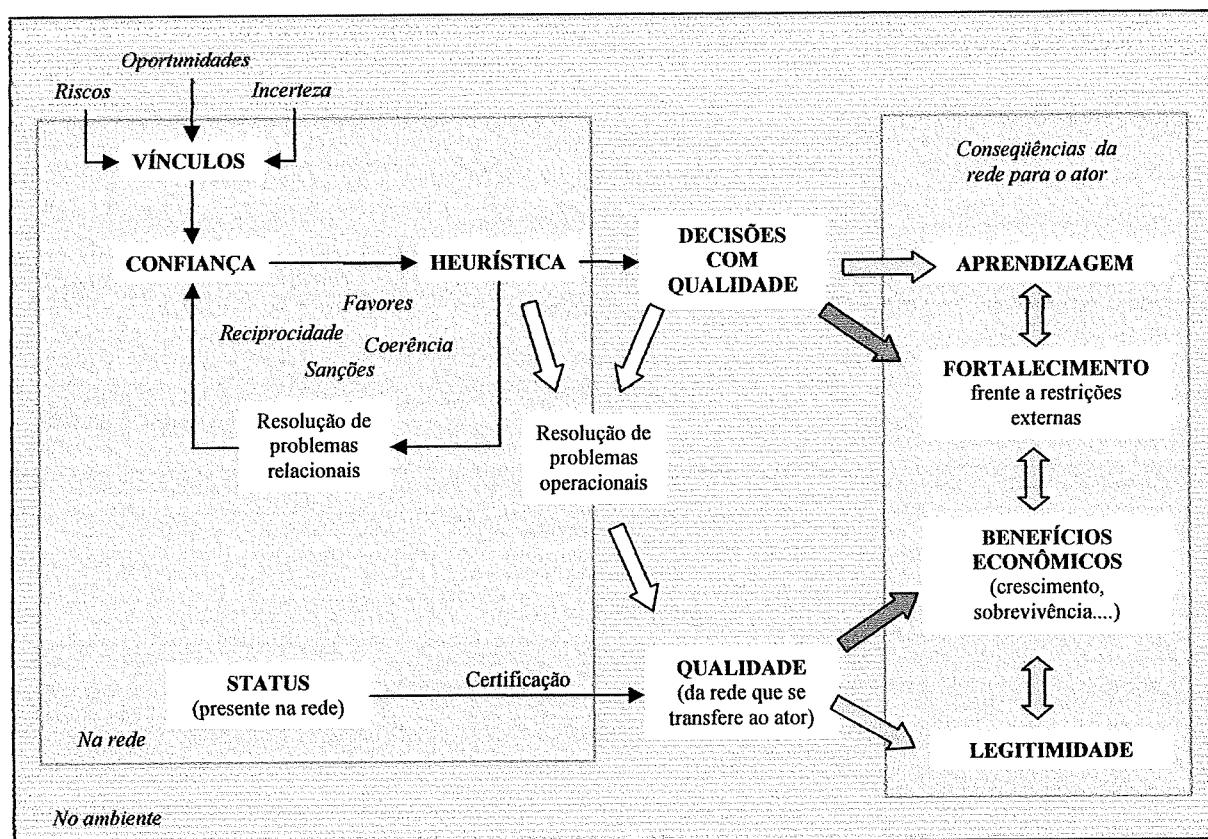 Oportunidades
Riscos
Incerteza
VÍNCULOS
Conseqüências da
rede para o ator
CONFIANÇA
HEURÍSTICA
DECISÕES
COM
QUALIDADE
APRENDIZAGEM
Favores
Reciprocidade
Coerência
Sanções
FORTALECIMENTO
frente a restrições
externas
Resolução de
problemas
relacionais
Resolução de
problemas
operacionais
BENEFÍCIOS
ECONÔMICOS
(crescimento,
sobrevivência....)
STATUS
(presente na rede)
Certificação
QUALIDADE
(da rede que se
transfere ao ator)
LEGITIMIDADE
Na rede
No ambiente